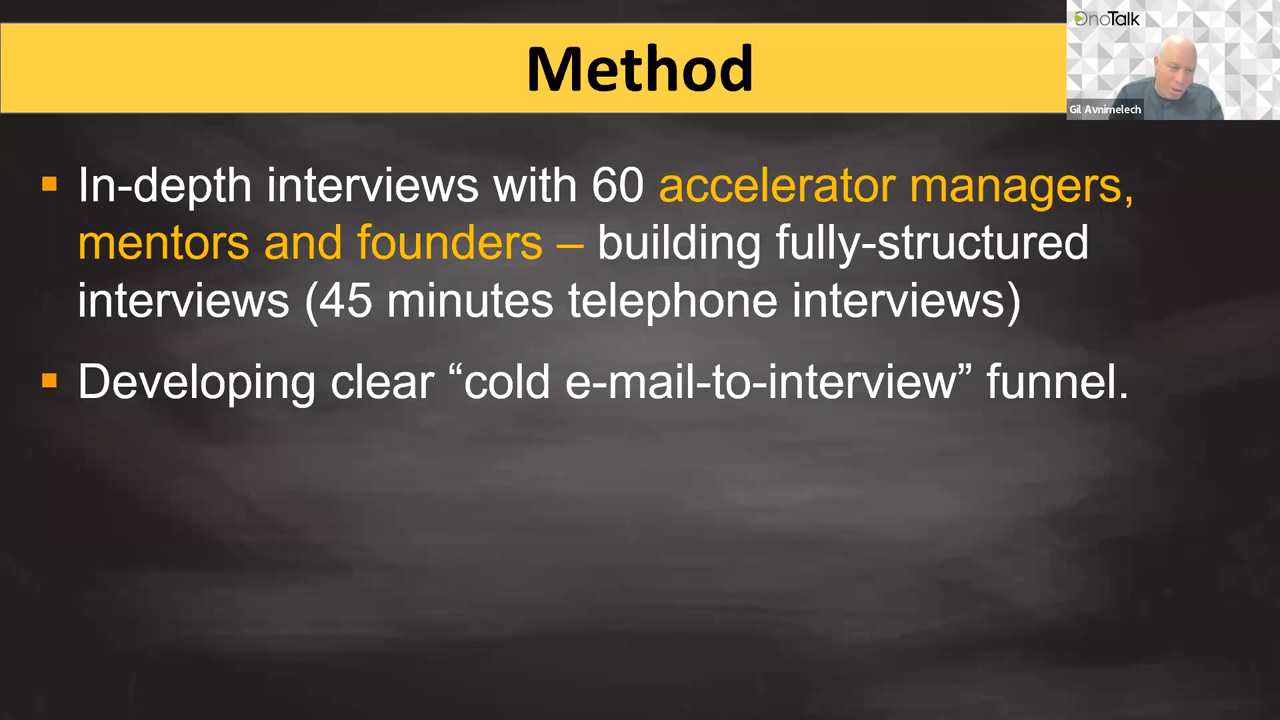 Method
OnoTalk
Gil Avnimelech
▪ In-depth interviews with 60 accelerator managers,
mentors and founders – building fully-structured
interviews (45 minutes telephone interviews)
▪ Developing clear “cold e-mail-to-interview” funnel.